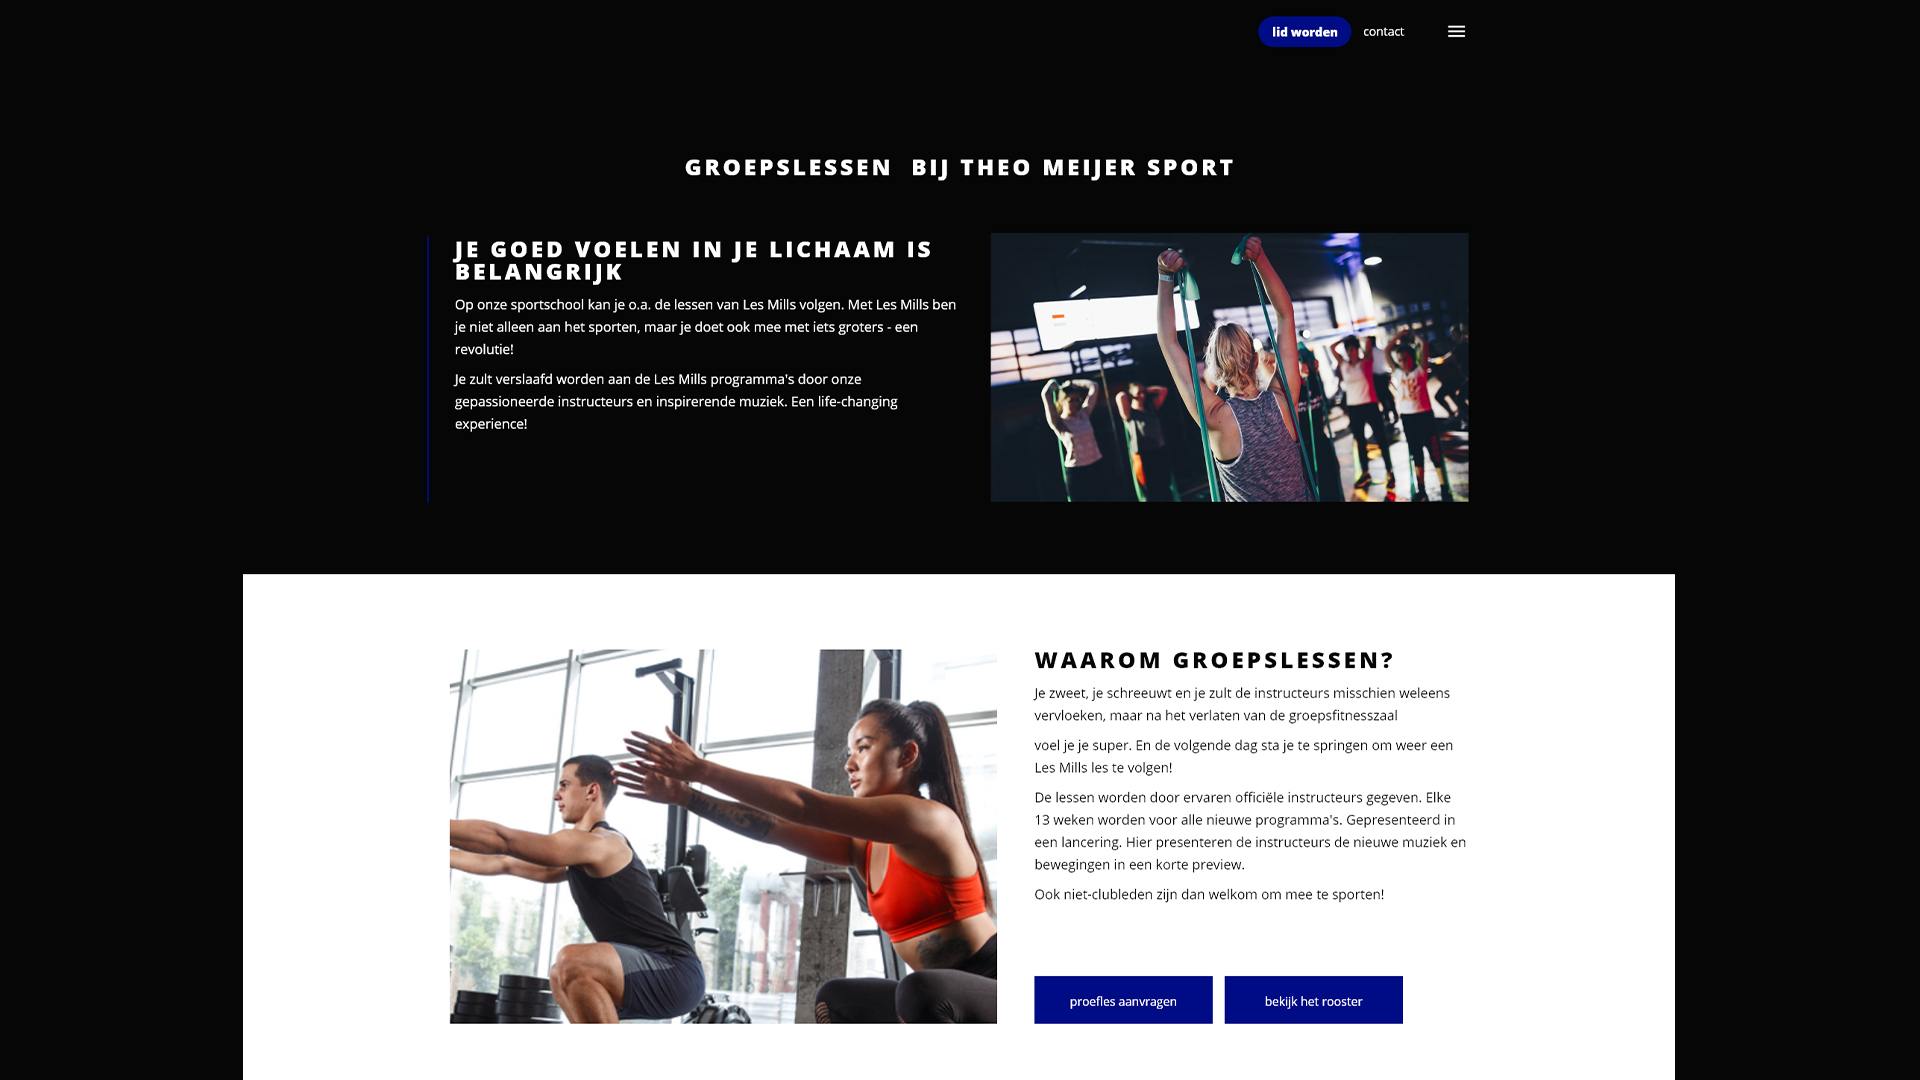 lid worden
contact
GROEPSLESSEN BIJ THEO MEIJER SPORT
JE GOED VOELEN IN JE LICHAAM IS
BELANGRIJK
Op onze sportschool kan je o.a. de lessen van Les Mills volgen. Met Les Mills ben
je niet alleen aan het sporten, maar je doet ook mee met iets groters - een
revolutie!
Je zult verslaafd worden aan de Les Mills programma's door onze
gepassioneerde instructeurs en inspirerende muziek. Een life-changing
experience!
WAAROM GROEPSLESSEN?
Je zweet, je schreeuwt en je zult de instructeurs misschien weleens
vervloeken, maar na het verlaten van de groepsfitnesszaal
voel je je super. En de volgende dag sta je te springen om weer een
Les Mills les te volgen!
De lessen worden door ervaren officiële instructeurs gegeven. Elke
13 weken worden voor alle nieuwe programma's. Gepresenteerd in
een lancering. Hier presenteren de instructeurs de nieuwe muziek en
bewegingen in een korte preview.
Ook niet-clubleden zijn dan welkom om mee te sporten!
proefles aanvragen
bekijk het rooster